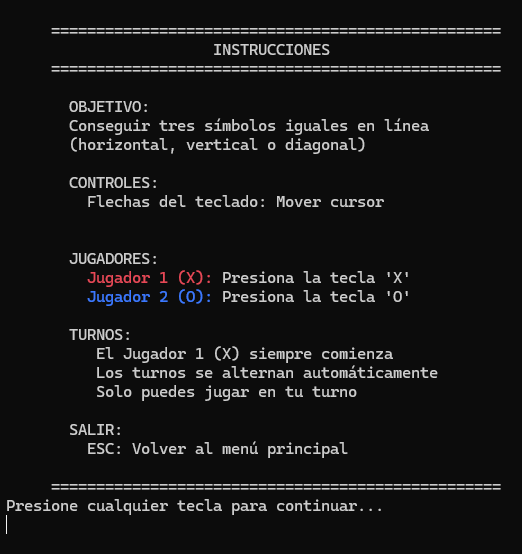 ==================================================
INSTRUCCIONES
==================================================
OBJETIVO:
Conseguir tres símbolos iguales en línea
(horizontal, vertical o diagonal)
CONTROLES:
Flechas del teclado: Mover cursor
JUGADORES:
Jugador 1 (X): Presiona la tecla 'X'
Jugador 2 (O): Presiona la tecla 'O'
TURNOS:
El Jugador 1 (X) siempre comienza
Los turnos se alternan automáticamente
Solo puedes jugar en tu turno
SALIR:
ESC: Volver al menú principal
==================================================
Presione cualquier tecla para continuar...